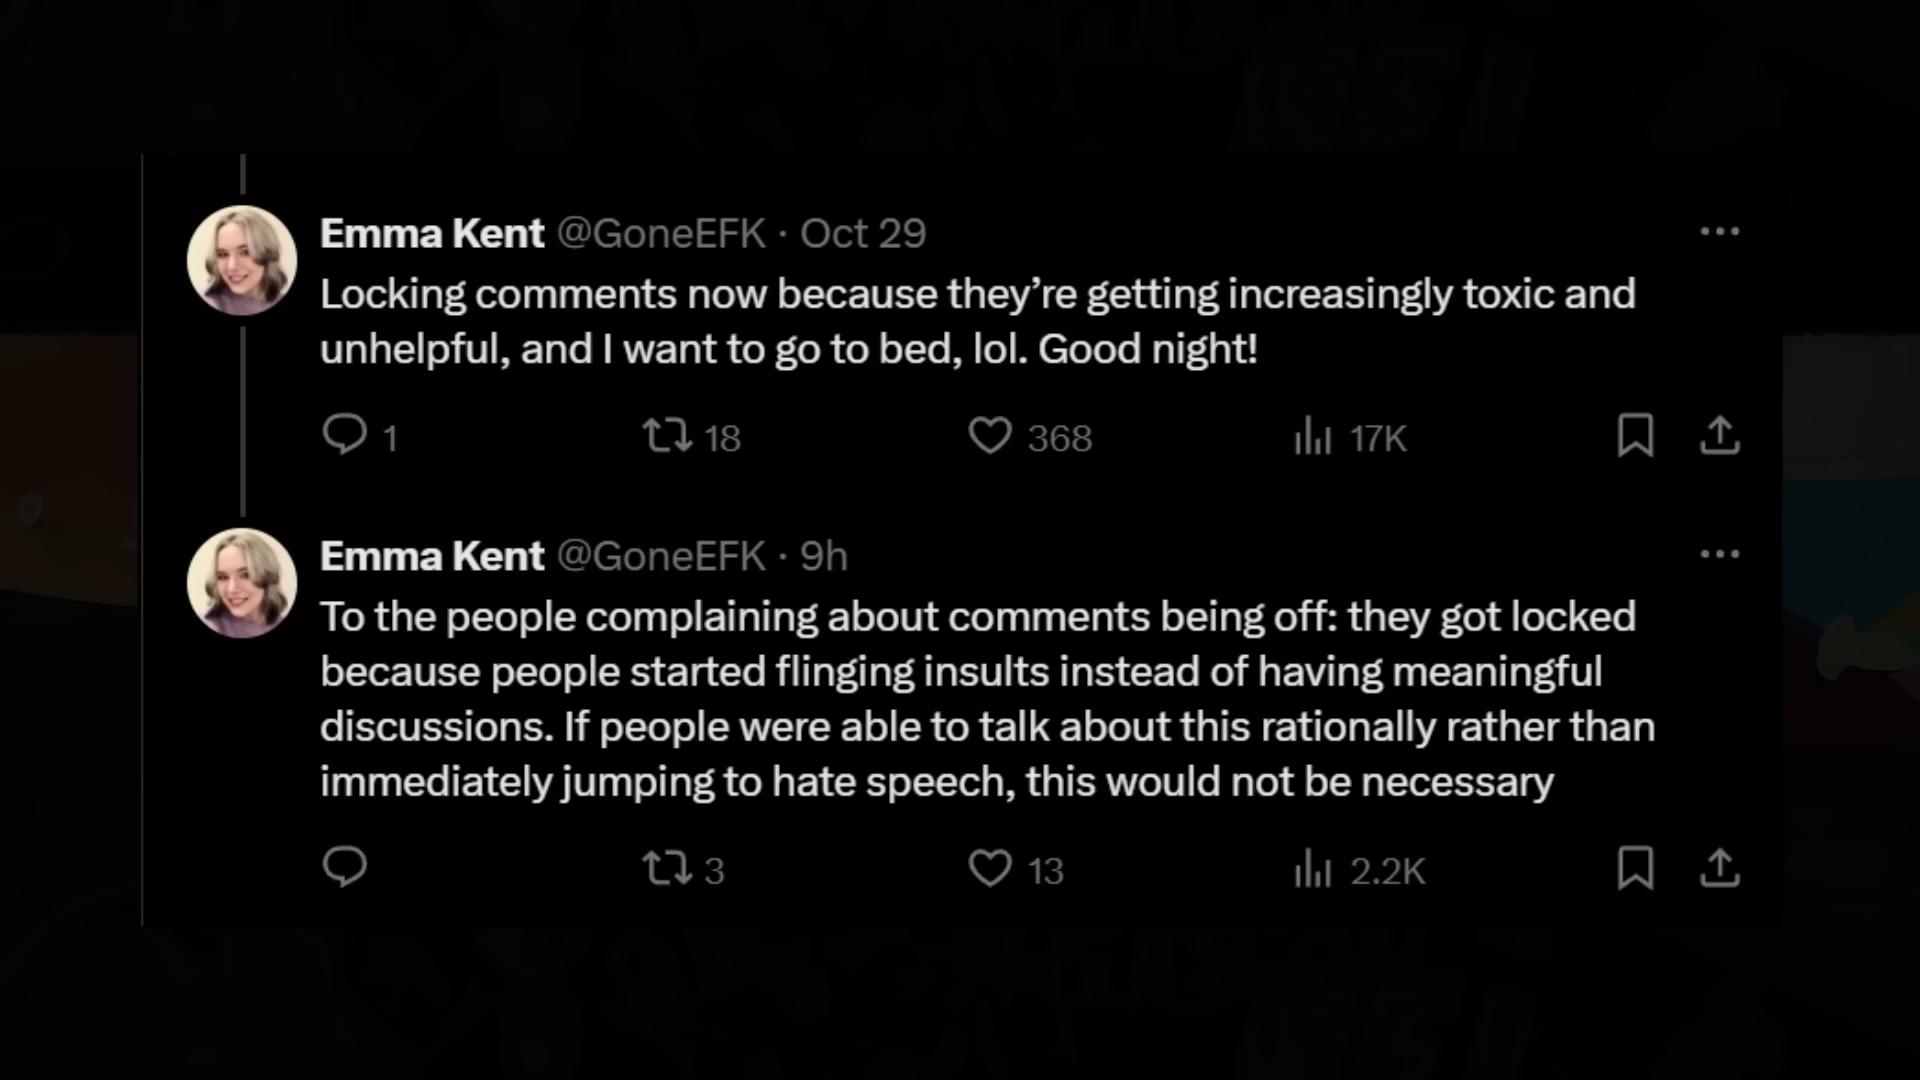 Emma Kent @GoneEFK · Oct 29
Locking comments now because they’re getting increasingly toxic and
unhelpful, and I want to go to bed, lol. Good night!
1 18 368 17K
Emma Kent @GoneEFK · 9h
To the people complaining about comments being off: they got locked
because people started flinging insults instead of having meaningful
discussions. If people were able to talk about this rationally rather than
immediately jumping to hate speech, this would not be necessary
3 13 2.2K